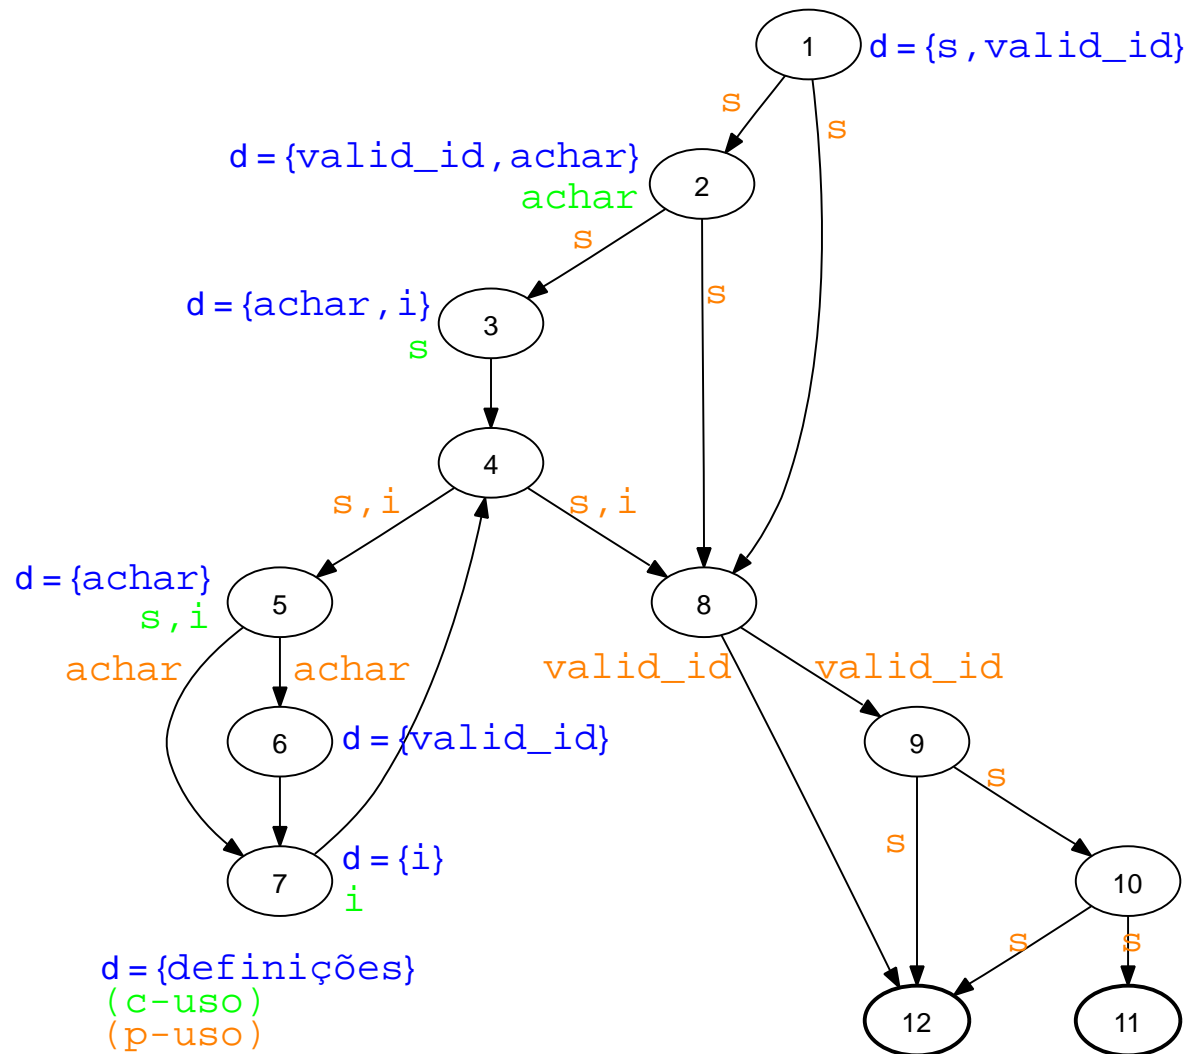 1 d = {s,valid_id}
s
s
d = {valid_id,achar}
2
achar
s
s
d = {achar,i}
3
s
4
s,i s,i
d = {achar}
5
8
s,i
achar achar valid_id valid_id
6 d = {valid_id}
9
s
s
d = {i}
7
10
i
s s
d = {definições}
(c-uso)
12 11
(p-uso)